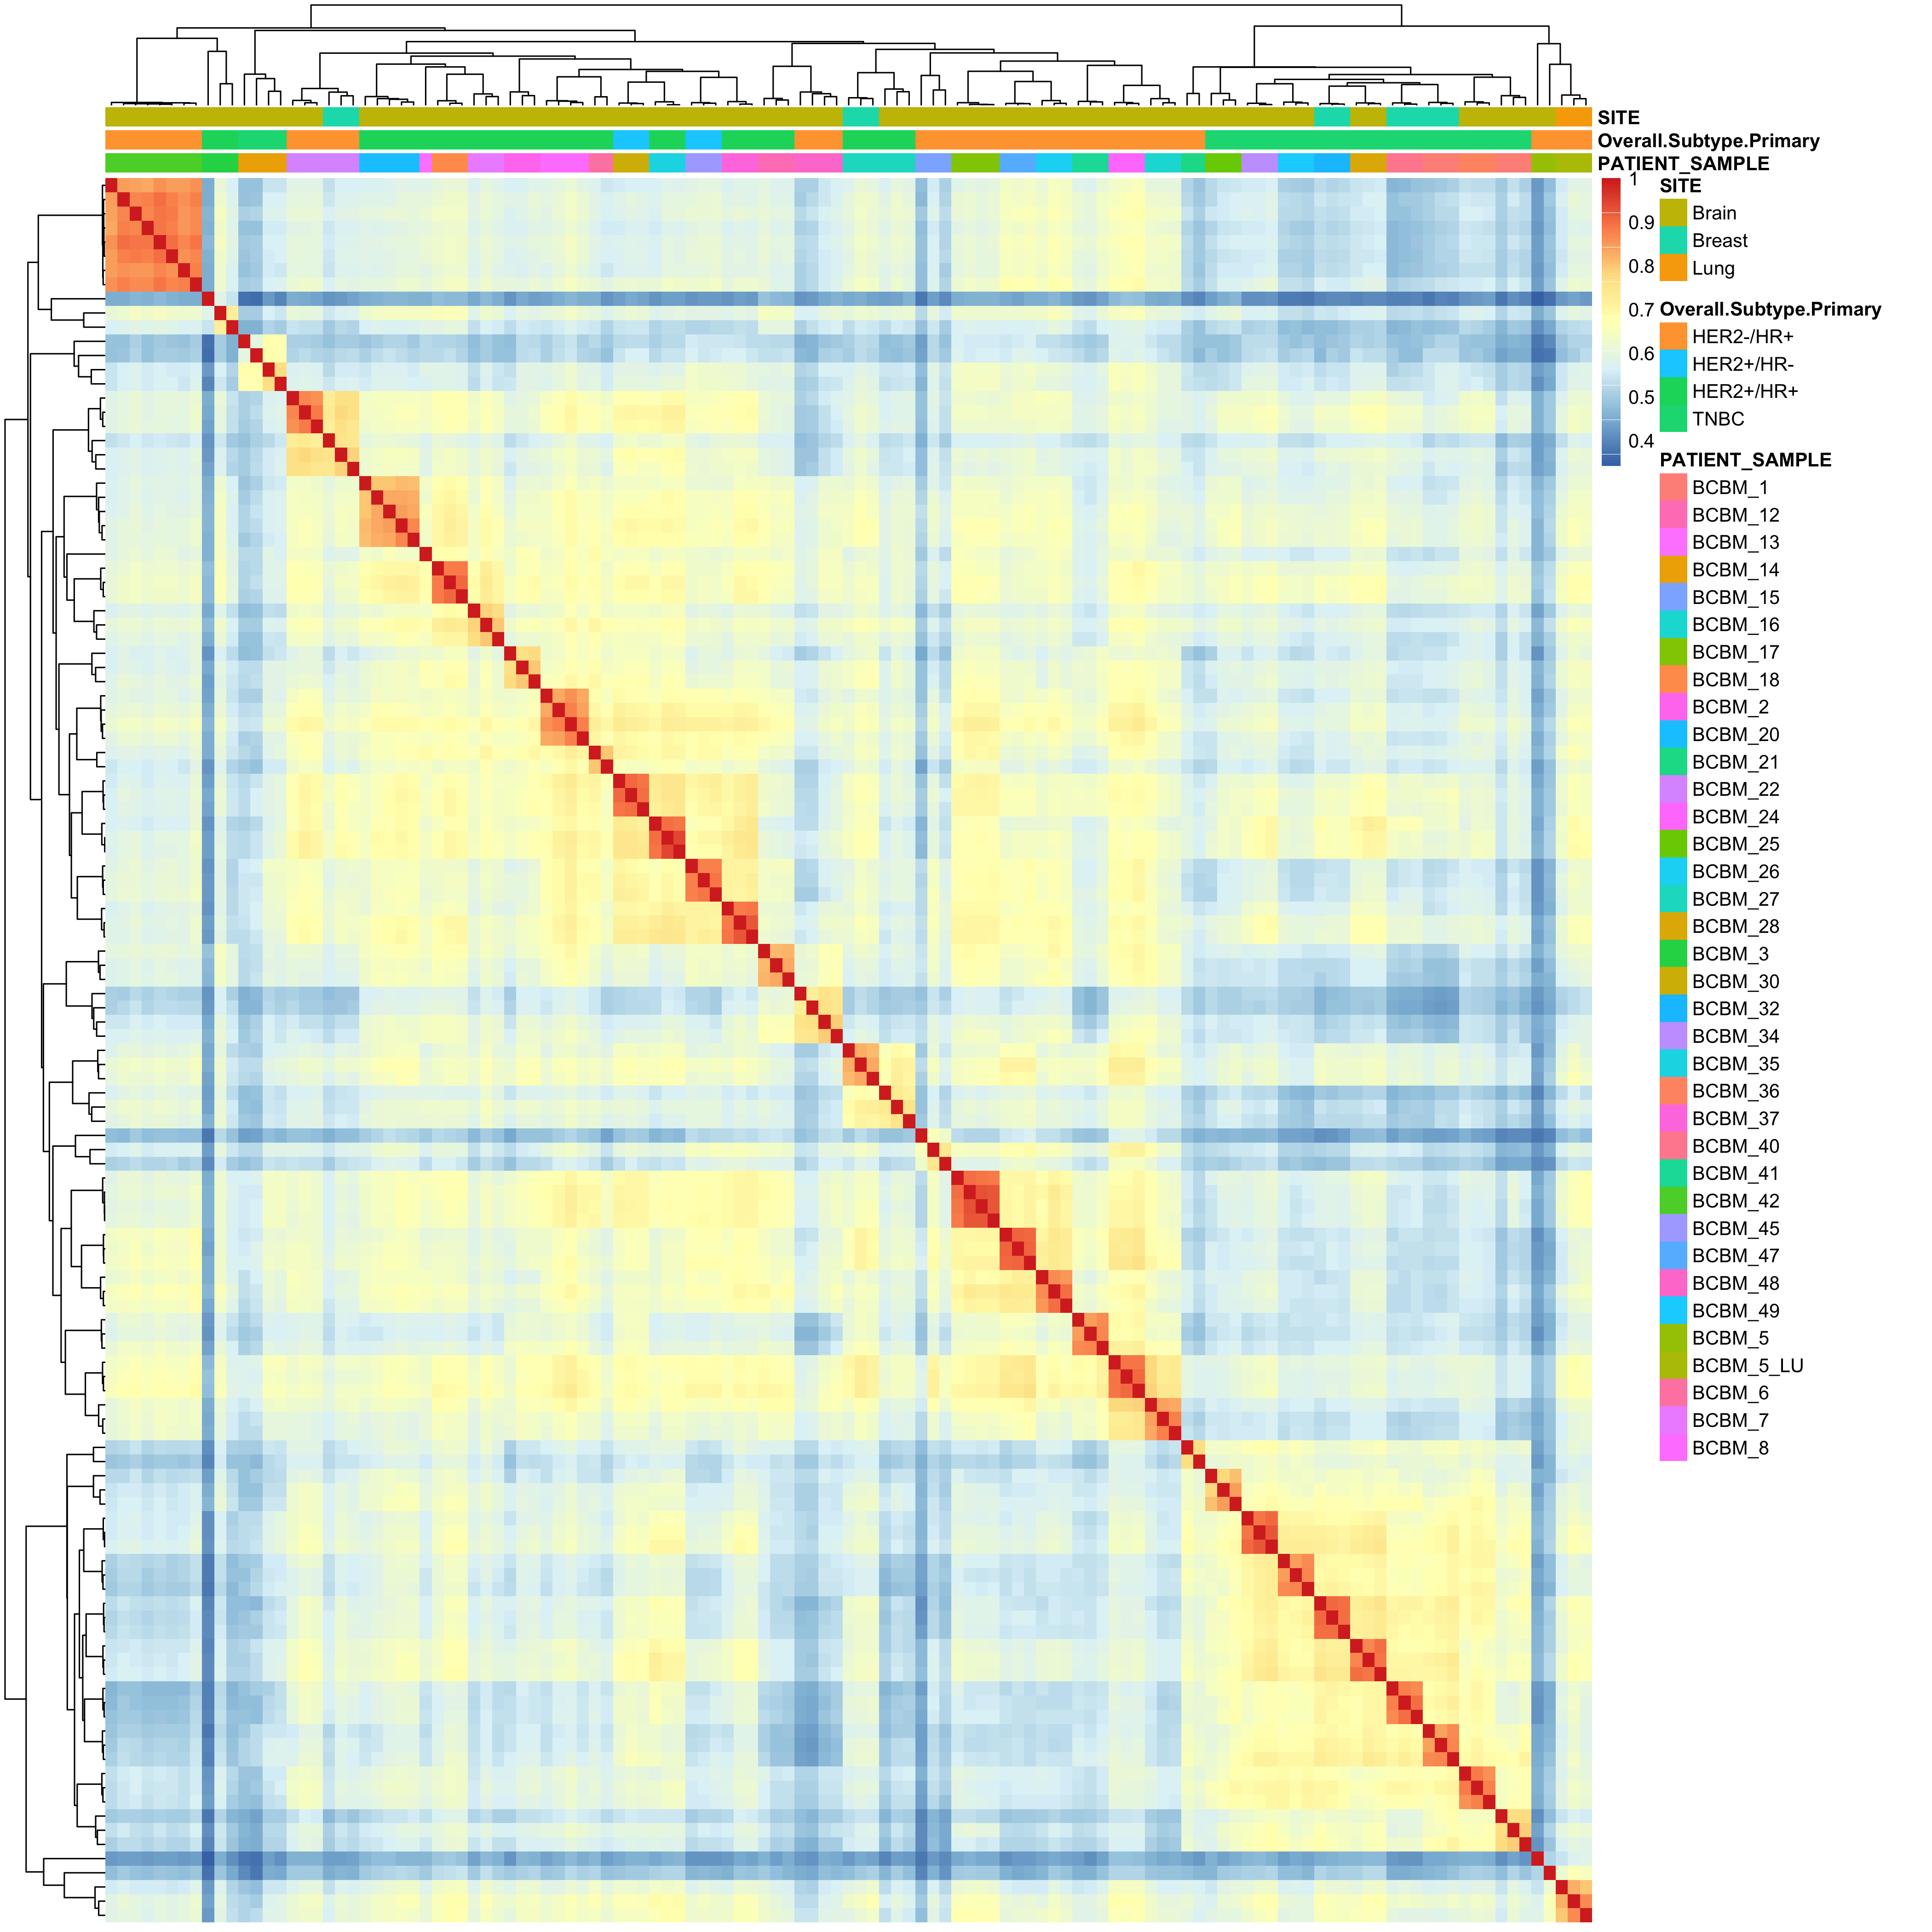 SITE
Overall.Subtype.Primary
PATIENT_SAMPLE
1
0.9
0.8
0.7
0.6
0.5
0.4
SITE
Brain
Breast
Lung
Overall.Subtype.Primary
HER2-/HR+
HER2+/HR-
HER2+/HR+
TNBC
PATIENT_SAMPLE
BCBM_1
BCBM_12
BCBM_13
BCBM_14
BCBM_15
BCBM_16
BCBM_17
BCBM_18
BCBM_2
BCBM_20
BCBM_21
BCBM_22
BCBM_24
BCBM_25
BCBM_26
BCBM_27
BCBM_28
BCBM_3
BCBM_30
BCBM_32
BCBM_34
BCBM_35
BCBM_36
BCBM_37
BCBM_40
BCBM_41
BCBM_42
BCBM_45
BCBM_47
BCBM_48
BCBM_49
BCBM_5
BCBM_5_LU
BCBM_6
BCBM_7
BCBM_8